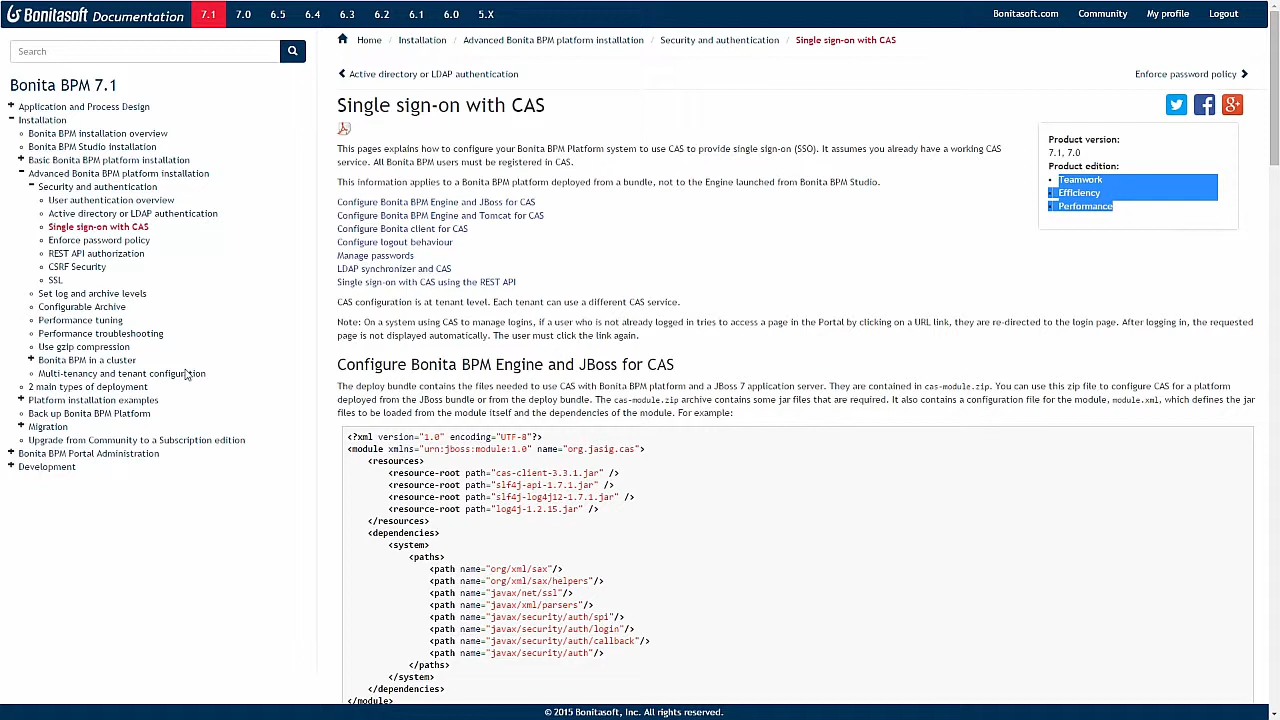 Bonitasoft Documentation 7.1 7.0 6.5 6.4 6.3 6.2 6.1 6.0 5.X Bonitasoft.com Community My profile Logout
Search
Home / Installation / Advanced Bonita BPM platform installation / Security and authentication / Single sign-on with CAS
Active directory or LDAP authentication
Enforce password policy
Bonita BPM 7.1
Application and Process Design
Installation
Bonita BPM installation overview
Bonita BPM Studio installation
Basic Bonita BPM platform installation
Advanced Bonita BPM platform installation
Security and authentication
User authentication overview
Active directory or LDAP authentication
Single sign-on with CAS
Enforce password policy
REST API authorization
CSRF Security
SSL
Set log and archive levels
Configurable Archive
Performance tuning
Performance troubleshooting
Use gzip compression
Bonita BPM in a cluster
Multi-tenancy and tenant configuration
2 main types of deployment
Platform installation examples
Back up Bonita BPM Platform
Migration
Upgrade from Community to a Subscription edition
Bonita BPM Portal Administration
Development
Single sign-on with CAS
Product version:
7.1, 7.0
Product edition:
Teamwork
Efficiency
Performance
This pages explains how to configure your Bonita BPM Platform system to use CAS to provide single sign-on (SSO). It assumes you already have a working CAS
service. All Bonita BPM users must be registered in CAS.
This information applies to a Bonita BPM platform deployed from a bundle, not to the Engine launched from Bonita BPM Studio.
Configure Bonita BPM Engine and JBoss for CAS
Configure Bonita BPM Engine and Tomcat for CAS
Configure Bonita client for CAS
Configure logout behaviour
Manage passwords
LDAP synchronizer and CAS
Single sign-on with CAS using the REST API
CAS configuration is at tenant level. Each tenant can use a different CAS service.
Note: On a system using CAS to manage logins, if a user who is not already logged in tries to access a page in the Portal by clicking on a URL link, they are re-directed to the login page. After logging in, the requested
page is not displayed automatically. The user must click the link again.
Configure Bonita BPM Engine and JBoss for CAS
The deploy bundle contains the files needed to use CAS with Bonita BPM platform and a JBoss 7 application server. They are contained in cas-module.zip. You can use this zip file to configure CAS for a platform
deployed from the JBoss bundle or from the deploy bundle. The cas-module.zip archive contains some jar files that are required. It also contains a configuration file for the module, module.xml, which defines the jar
files to be loaded from the module itself and the dependencies of the module. For example:
<?xml version="1.0" encoding="UTF-8"?>
<module xmlns="urn:jboss:module:1.0" name="org.jasig.cas">
<resources>
<resource-root path="cas-client-3.3.1.jar" />
<resource-root path="slf4j-api-1.7.1.jar" />
<resource-root path="slf4j-log4j12-1.7.1.jar" />
<resource-root path="log4j-1.2.15.jar" />
</resources>
<dependencies>
<system>
<paths>
<path name="org/xml/sax"/>
<path name="org/xml/sax/helpers"/>
<path name="javax/net/ssl"/>
<path name="javax/xml/parsers"/>
<path name="javax/security/auth/spi"/>
<path name="javax/security/auth/login"/>
<path name="javax/security/auth/callback"/>
<path name="javax/security/auth"/>
</paths>
</system>
</dependencies>
</module>
© 2015 Bonitasoft, Inc. All rights reserved.